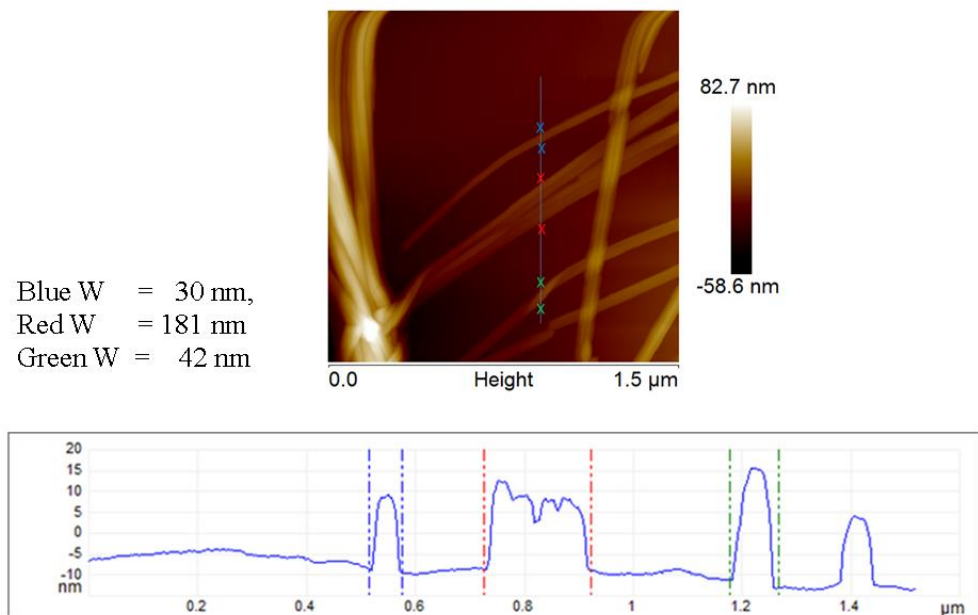 82.7 nm
-58.6 nm
Blue W = 30 nm,
Red W = 181 nm
Green W = 42 nm
0.0 Height 1.5 µm
20
15
10
5
0
-5
-10
nm
0.2 0.4 0.6 0.8 1 1.2 1.4 µm